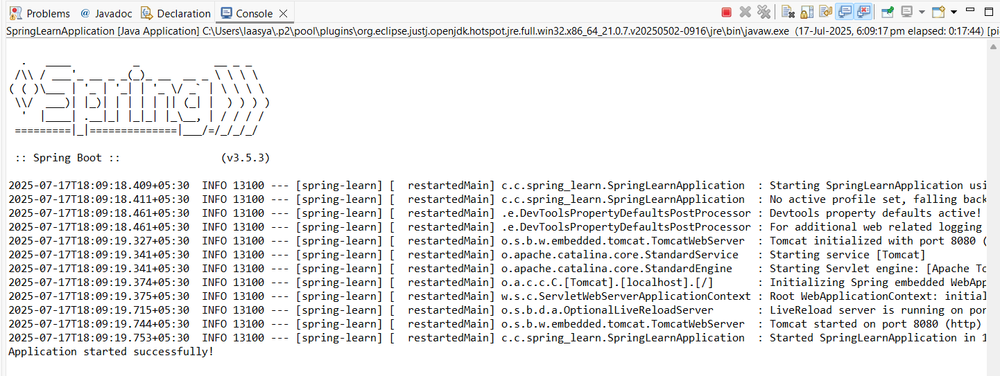 Problems @ Javadoc Declaration Console
SpringLearnApplication [Java Application] C:\Users\laasya\.p2\pool\plugins\org.eclipse.justj.openjdk.hotspot.jre.full.win32.x86_64_21.0.7.v20250502-0916\jre\bin\javaw.exe (17-Jul-2025, 6:09:17 pm elapsed: 0:17:44) [pi
  .   ____          _            __ _ _
 /\\ / ___'_ __ _ _(_)_ __  __ _ \ \ \ \
( ( )\___ | '_ | '_| | '_ \/ _` | \ \ \ \
 \\/  ___)| |_)| | | | | || (_| |  ) ) ) )
  '  |____| .__|_| |_|_| |_\__, | / / / /
 =========|_|==============|___/=/_/_/_/
 :: Spring Boot ::                (v3.5.3)
2025-07-17T18:09:18.409+05:30  INFO 13100 --- [spring-learn] [  restartedMain] c.c.spring_learn.SpringLearnApplication  : Starting SpringLearnApplication usi
2025-07-17T18:09:18.411+05:30  INFO 13100 --- [spring-learn] [  restartedMain] c.c.spring_learn.SpringLearnApplication  : No active profile set, falling back
2025-07-17T18:09:18.461+05:30  INFO 13100 --- [spring-learn] [  restartedMain] .e.DevToolsPropertyDefaultsPostProcessor : Devtools property defaults active!
2025-07-17T18:09:18.461+05:30  INFO 13100 --- [spring-learn] [  restartedMain] .e.DevToolsPropertyDefaultsPostProcessor : For additional web related logging
2025-07-17T18:09:19.327+05:30  INFO 13100 --- [spring-learn] [  restartedMain] o.s.b.w.embedded.tomcat.TomcatWebServer  : Tomcat initialized with port 8080 (
2025-07-17T18:09:19.341+05:30  INFO 13100 --- [spring-learn] [  restartedMain] o.apache.catalina.core.StandardService   : Starting service [Tomcat]
2025-07-17T18:09:19.341+05:30  INFO 13100 --- [spring-learn] [  restartedMain] o.apache.catalina.core.StandardEngine    : Starting Servlet engine: [Apache To
2025-07-17T18:09:19.374+05:30  INFO 13100 --- [spring-learn] [  restartedMain] o.a.c.c.C.[Tomcat].[localhost].[/]       : Initializing Spring embedded WebApp
2025-07-17T18:09:19.375+05:30  INFO 13100 --- [spring-learn] [  restartedMain] w.s.c.ServletWebServerApplicationContext : Root WebApplicationContext: initial
2025-07-17T18:09:19.715+05:30  INFO 13100 --- [spring-learn] [  restartedMain] o.s.b.d.a.OptionalLiveReloadServer       : LiveReload server is running on por
2025-07-17T18:09:19.744+05:30  INFO 13100 --- [spring-learn] [  restartedMain] o.s.b.w.embedded.tomcat.TomcatWebServer  : Tomcat started on port 8080 (http)
2025-07-17T18:09:19.753+05:30  INFO 13100 --- [spring-learn] [  restartedMain] c.c.spring_learn.SpringLearnApplication  : Started SpringLearnApplication in 1
Application started successfully!